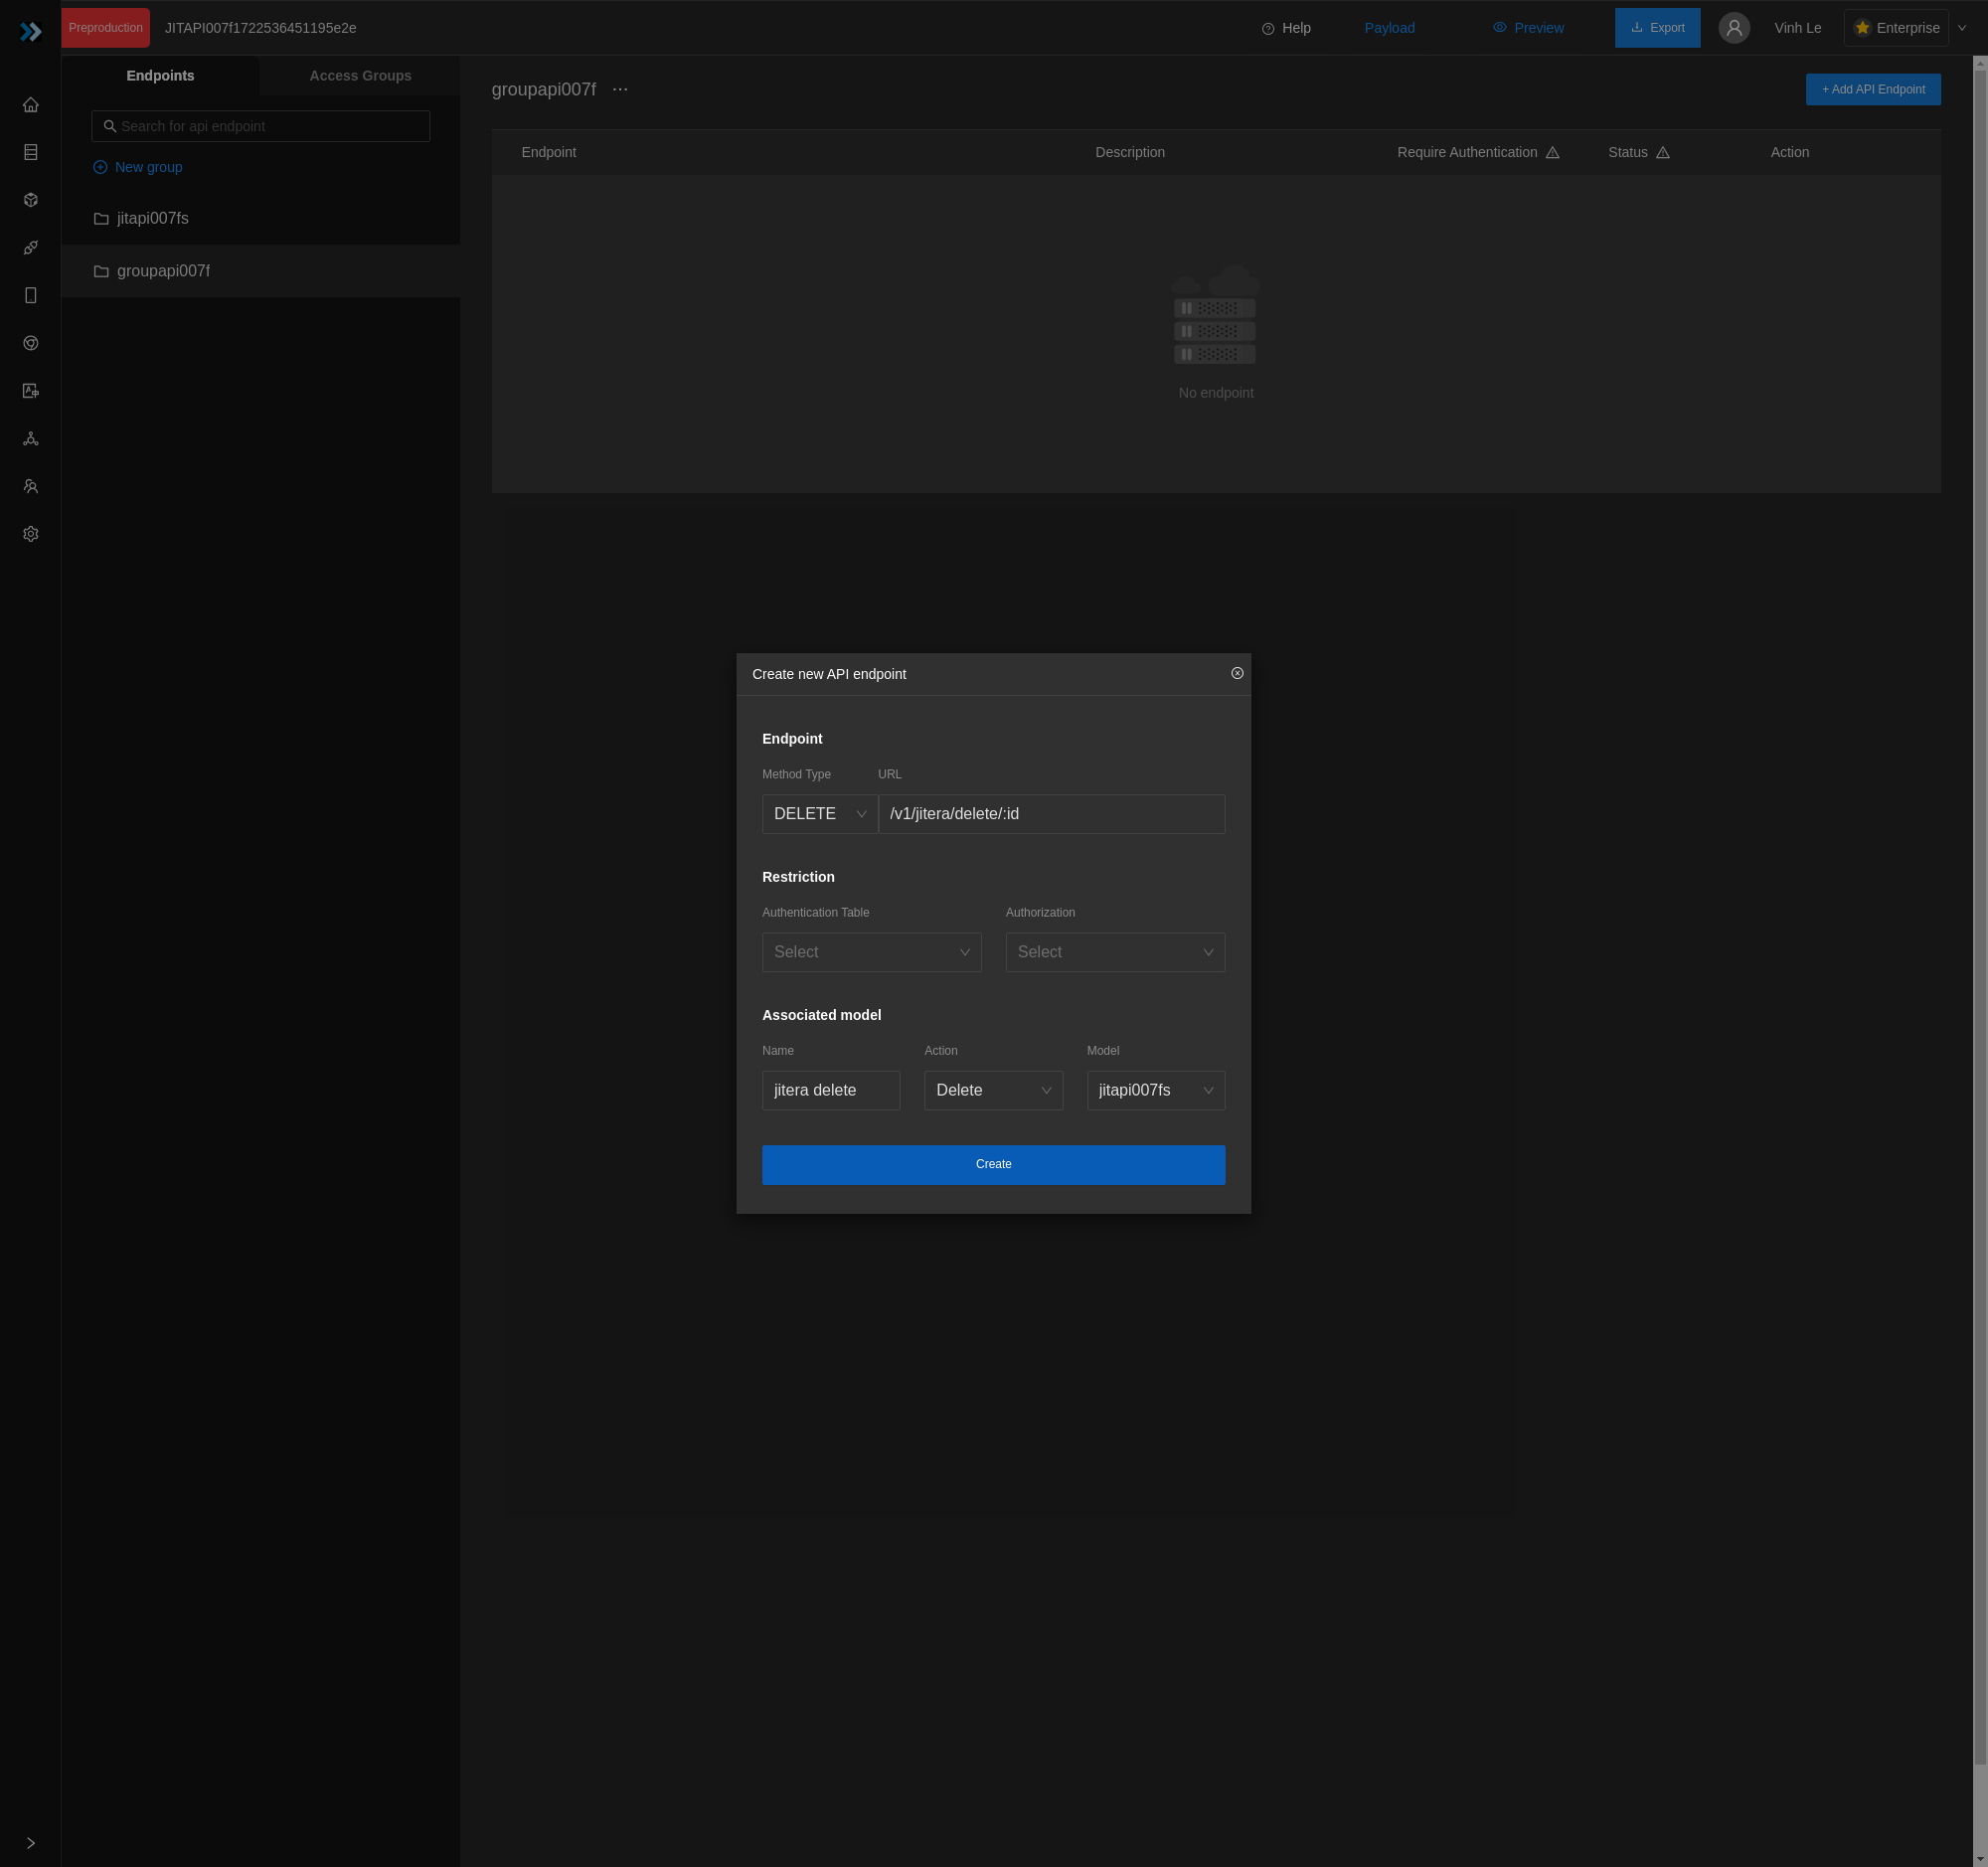 Preproduction JITAPI007f1722536451195e2e Help Payload Preview Export Vinh Le Enterprise
Endpoints Access Groups
Search for api endpoint
New group
jitapi007fs
groupapi007f
groupapi007f ··· + Add API Endpoint
Endpoint Description Require Authentication Status Action
No endpoint
Create new API endpoint
Endpoint
Method Type URL
DELETE /v1/jitera/delete/:id
Restriction
Authentication Table Authorization
Select Select
Associated model
Name Action Model
jitera delete Delete jitapi007fs
Create